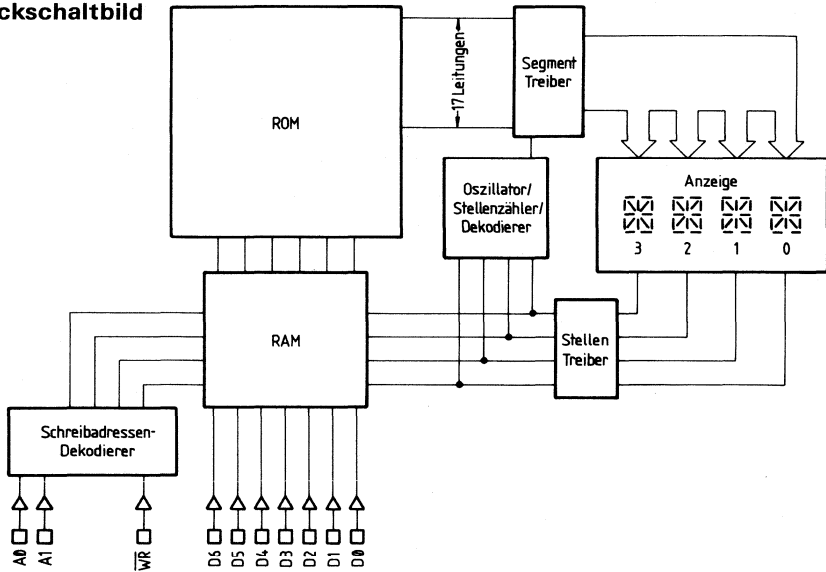 ckschaltbild
ROM
17 Leitungen
Segment
Treiber
Oszillator/
Stellenzähler/
Dekodierer
Anzeige
3 2 1 0
RAM
Stellen
Treiber
Schreibadressen-
Dekodierer
A0 A1 WR D6 D5 D4 D3 D2 D1 D0